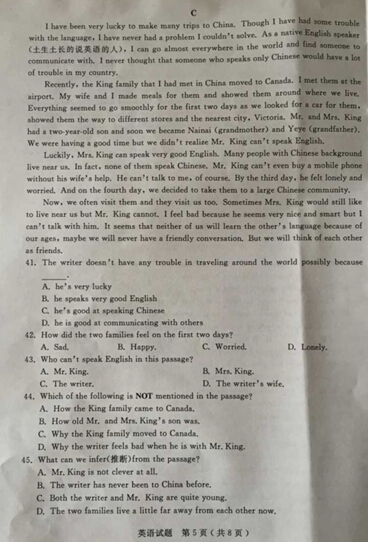 C
I have been very lucky to make many trips to China. Though I have had some trouble
with the language, I have never had a problem I couldn't solve. As a native English speaker
(土生土长的说英语的人), I can go almost everywhere in the world and find someone to
communicate with. I never thought that someone who speaks only Chinese would have a lot
of trouble in my country.
Recently, the King family that I had met in China moved to Canada. I met them at the
airport. My wife and I made meals for them and showed them around where we live.
Everything seemed to go smoothly for the first two days as we looked for a car for them,
showed them the way to different stores and the nearest city, Victoria. Mr. and Mrs. King
had a two-year-old son and soon we became Nainai (grandmother) and Yeye (grandfather).
We were having a good time but we didn't realize Mr. King can't speak English.
Luckily, Mrs. King can speak very good English. Many people with Chinese background
live near us. In fact, none of them speak Chinese. Mr. King can't even buy a mobile phone
without his wife's help. He can't talk to me, of course. By the third day, he felt lonely and
worried. And on the fourth day, we decided to take them to a large Chinese community.
Now, we often visit them and they visit us too. Sometimes Mrs. King would still like
to live near us but Mr. King cannot. I feel bad because he seems very nice and smart but I
can't talk with him. It seems that neither of us will learn the other's language because of
our ages, maybe we will never have a friendly conversation. But we will think of each other
as friends.
41. The writer doesn't have any trouble in traveling around the world possibly because
______.
A. he's very lucky
B. he speaks very good English
C. he's good at speaking Chinese
D. he is good at communicating with others
42. How did the two families feel on the first two days?
A. Sad. B. Happy. C. Worried. D. Lonely.
43. Who can't speak English in this passage?
A. Mr. King. B. Mrs. King.
C. The writer. D. The writer's wife.
44. Which of the following is NOT mentioned in the passage?
A. How the King family came to Canada.
B. How old Mr. and Mrs. King's son was.
C. Why the King family moved to Canada.
D. Why the writer feels bad when he is with Mr. King.
45. What can we infer(推断)from the passage?
A. Mr. King is not clever at all.
B. The writer has never been to China before.
C. Both the writer and Mr. King are quite young.
D. The two families live a little far away from each other now.
英语试题 第5页(共8页)